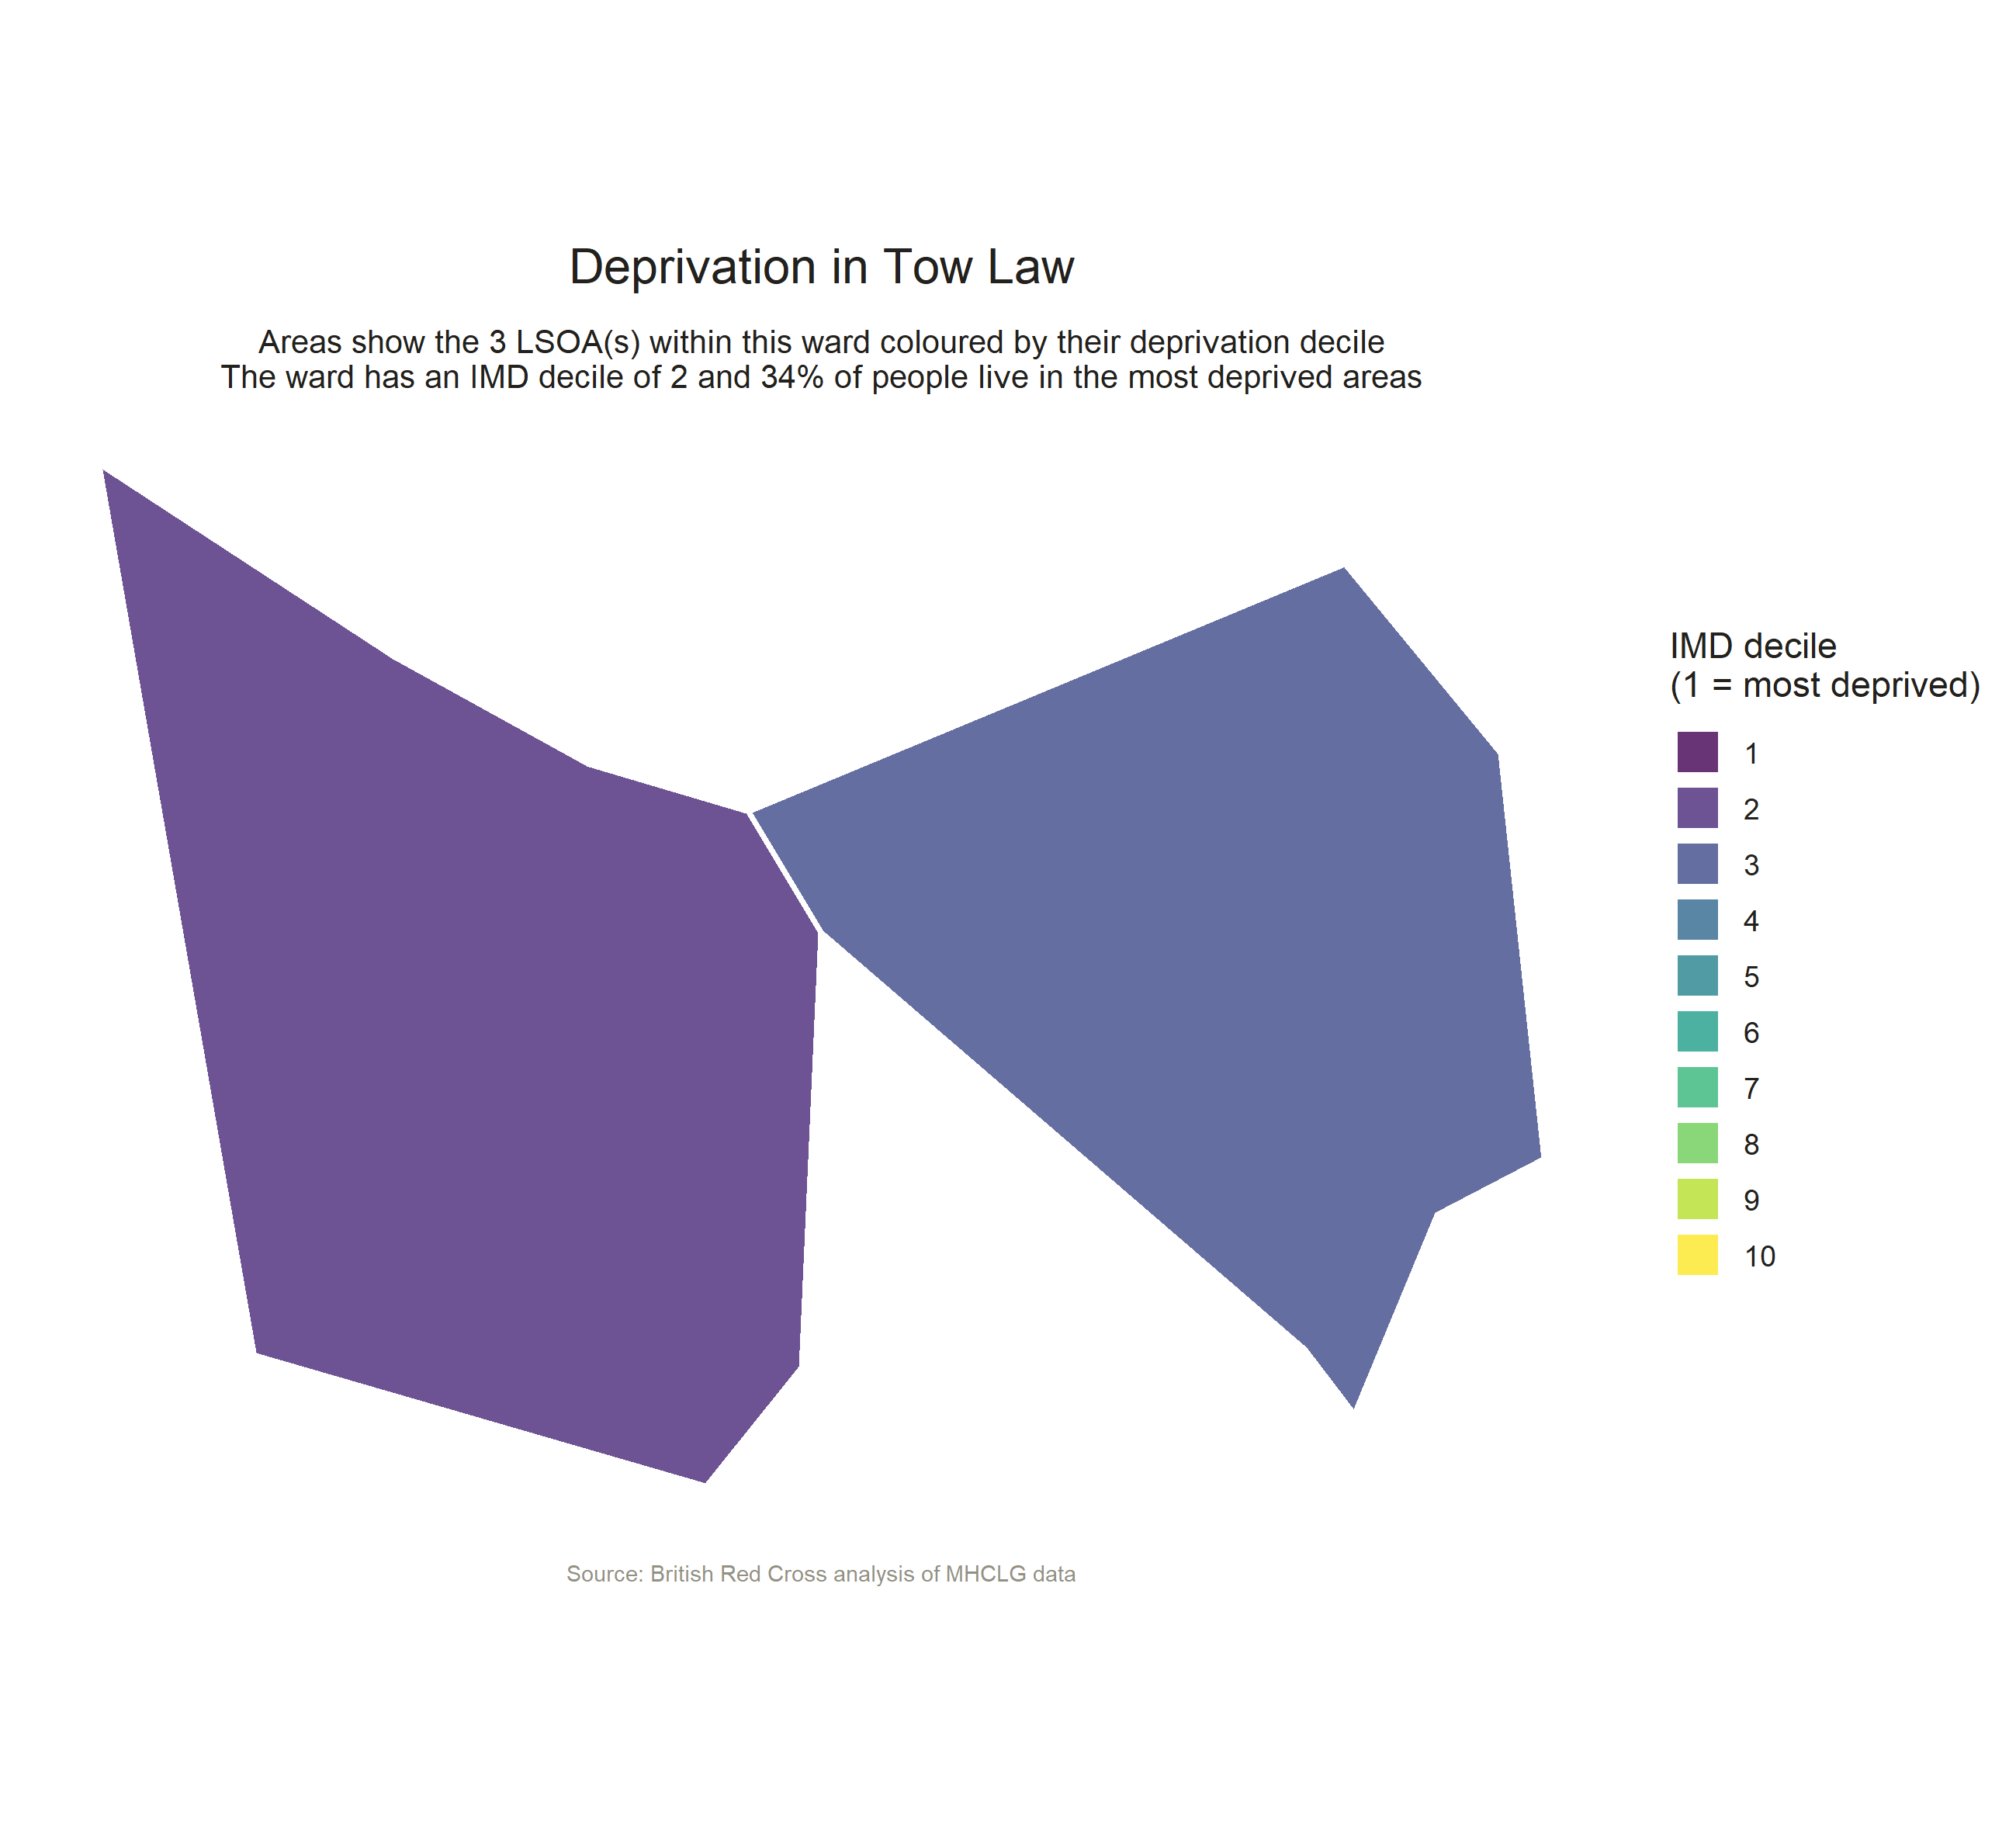 Deprivation in Tow Law
Areas show the 3 LSOA(s) within this ward coloured by their deprivation decile
The ward has an IMD decile of 2 and 34% of people live in the most deprived areas
IMD decile
(1 = most deprived)
1
2
3
4
5
6
7
8
9
10
Source: British Red Cross analysis of MHCLG data